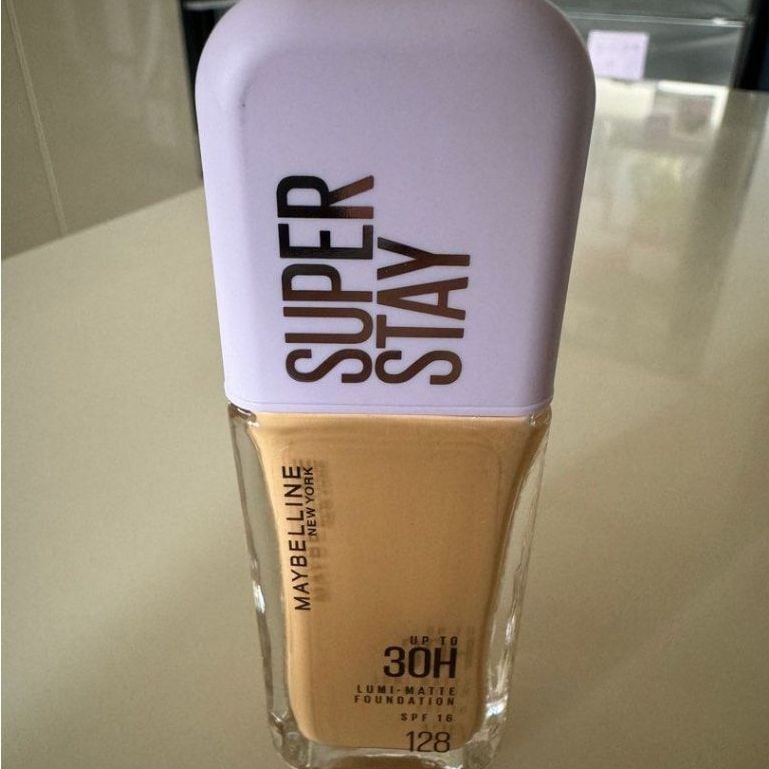 SUPER
STAY
MAYBELLINE
NEW YORK
UP TO
30H
LUMI-MATTE
FOUNDATION
SPF 16
128